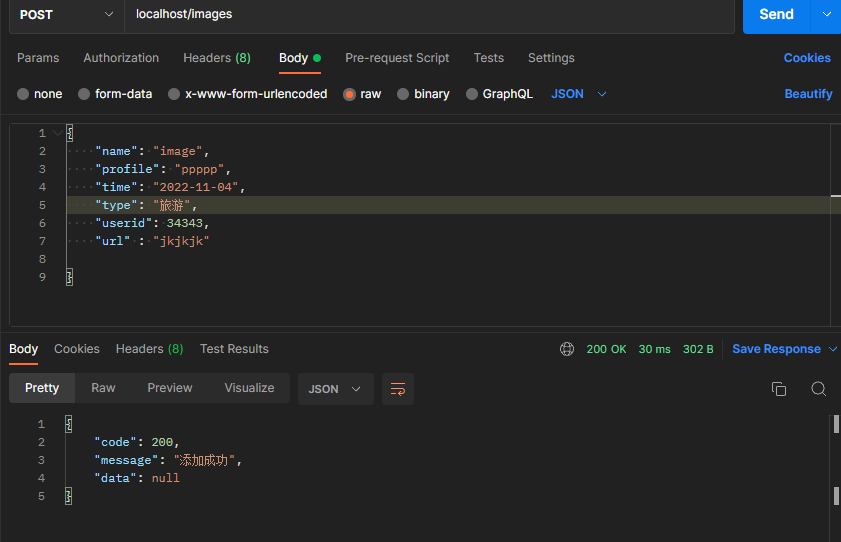 POST localhost/images Send
Params Authorization Headers (8) Body Pre-request Script Tests Settings Cookies
none form-data x-www-form-urlencoded raw binary GraphQL JSON Beautify
1 {
2 "name": "image",
3 "profile": "ppppp",
4 "time": "2022-11-04",
5 "type": "旅游",
6 "userid": 34343,
7 "url" : "jkjkjk"
8
9 }
Body Cookies Headers (8) Test Results 200 OK 30 ms 302 B Save Response
Pretty Raw Preview Visualize JSON
1 {
2 "code": 200,
3 "message": "添加成功",
4 "data": null
5 }